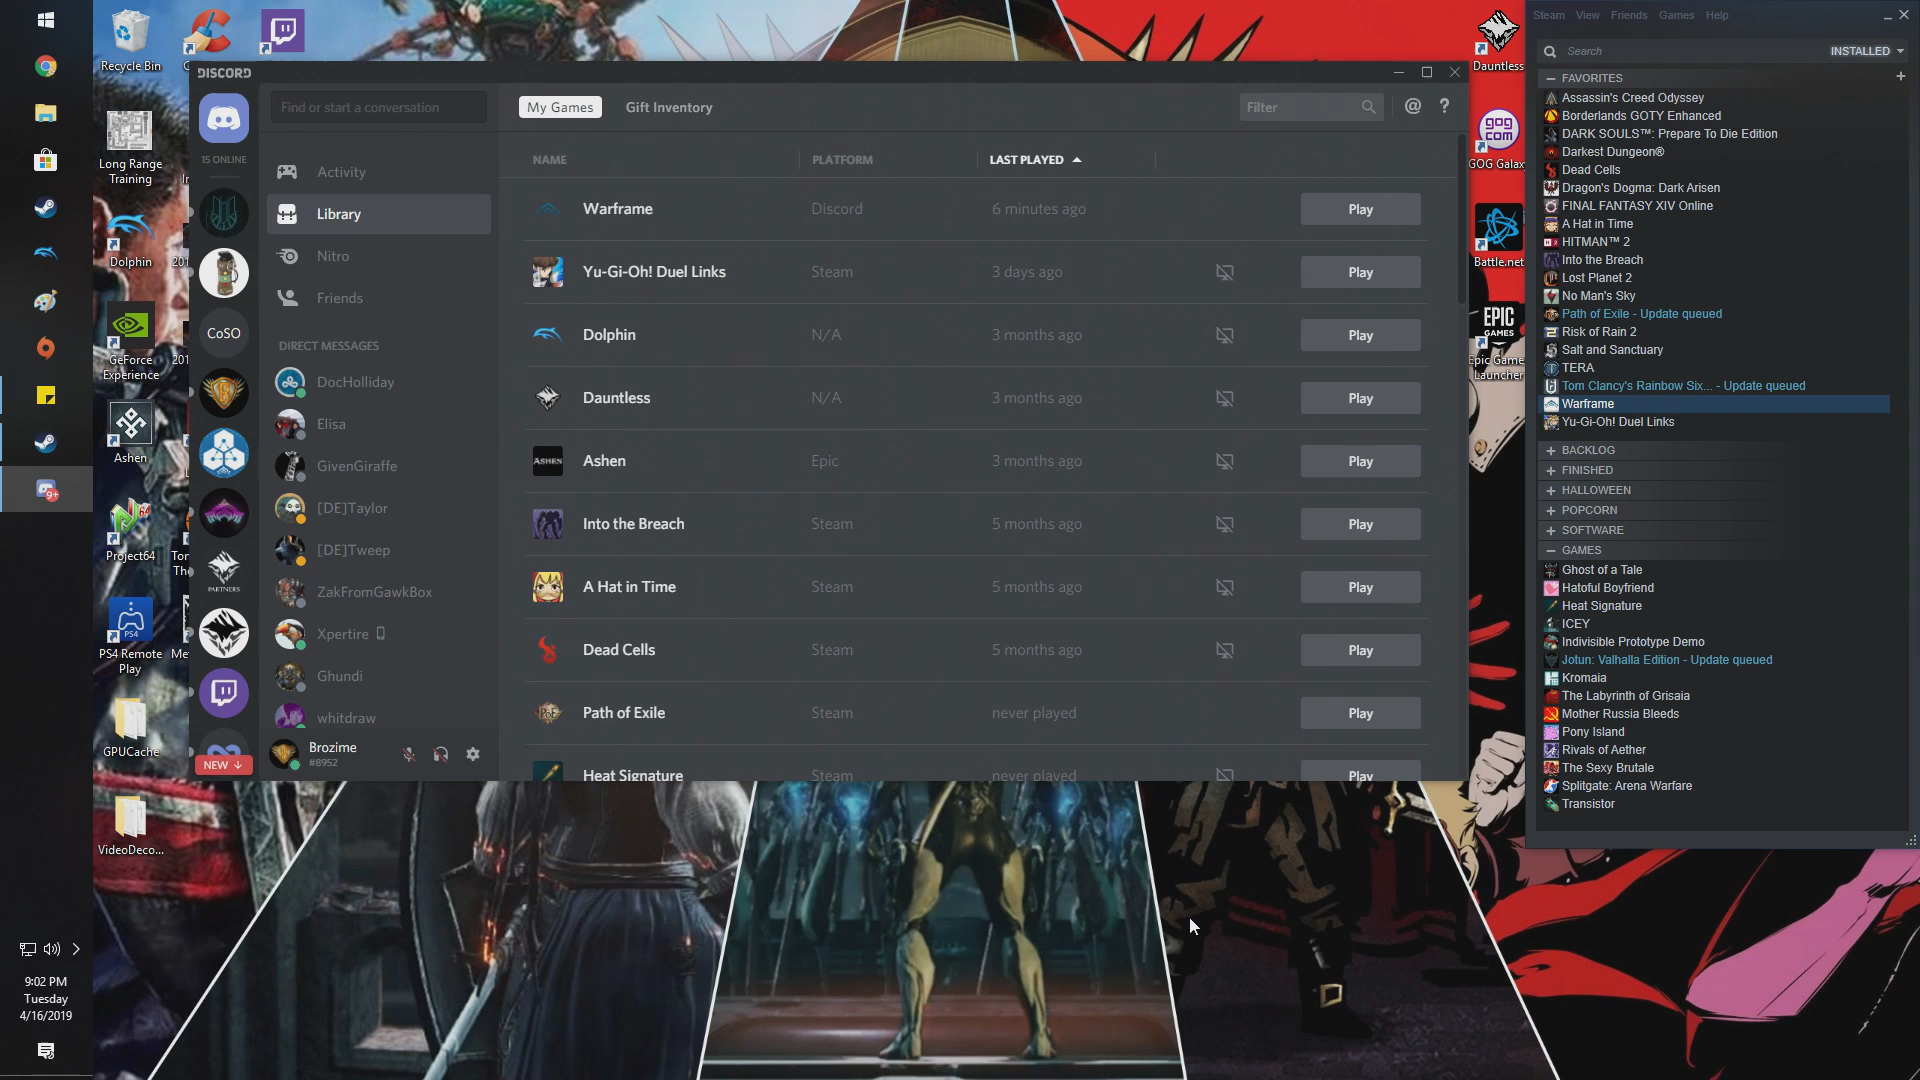 Recycle Bin
Long Range
Training
Dolphin
GeForce
Experience
Ashen
Project64
PS4
PS4 Remote
Play
GPUCache
VideoDeco...
9+
9:02 PM
Tuesday
4/16/2019
DISCORD
15 ONLINE
CoSO
PARTNERS
NEW ↓
Find or start a conversation
Activity
Library
Nitro
Friends
DIRECT MESSAGES
DocHolliday
Elisa
GivenGiraffe
[DE]Taylor
[DE]Tweep
ZakFromGawkBox
Xpertire
Ghundi
whitdraw
Brozime
#8952
My Games
Gift Inventory
Filter
@ ?
NAME PLATFORM LAST PLAYED
Warframe Discord 6 minutes ago Play
Yu-Gi-Oh! Duel Links Steam 3 days ago Play
Dolphin N/A 3 months ago Play
Dauntless N/A 3 months ago Play
ASHEN Ashen Epic 3 months ago Play
Into the Breach Steam 5 months ago Play
A Hat in Time Steam 5 months ago Play
Dead Cells Steam 5 months ago Play
Path of Exile Steam never played Play
Heat Signature Steam never played Play
Dauntless
gog
com
GOG Galaxy
Battle.net
EPIC
GAMES
Epic Games
Launcher
Steam View Friends Games Help
Search
INSTALLED
FAVORITES
Assassin's Creed Odyssey
Borderlands GOTY Enhanced
DARK SOULS™: Prepare To Die Edition
Darkest Dungeon®
Dead Cells
Dragon's Dogma: Dark Arisen
FINAL FANTASY XIV Online
A Hat in Time
HITMAN™ 2
Into the Breach
Lost Planet 2
No Man's Sky
Path of Exile - Update queued
Risk of Rain 2
Salt and Sanctuary
TERA
Tom Clancy's Rainbow Six... - Update queued
Warframe
Yu-Gi-Oh! Duel Links
BACKLOG
FINISHED
HALLOWEEN
POPCORN
SOFTWARE
GAMES
Ghost of a Tale
Hatoful Boyfriend
Heat Signature
ICEY
Indivisible Prototype Demo
Jotun: Valhalla Edition - Update queued
Kromaia
The Labyrinth of Grisaia
Mother Russia Bleeds
Pony Island
Rivals of Aether
The Sexy Brutale
Splitgate: Arena Warfare
Transistor